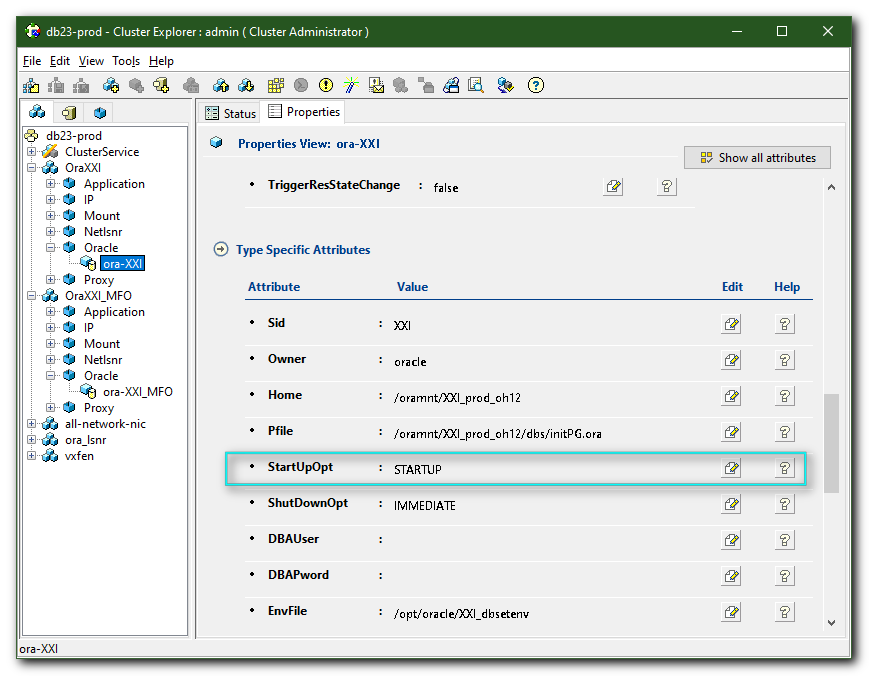 db23-prod - Cluster Explorer : admin ( Cluster Administrator )
File Edit View Tools Help
Status Properties
db23-prod
ClusterService
OraXXI
Application
IP
Mount
Netlsnr
Oracle
ora-XXI
Proxy
OraXXI_MFO
Application
IP
Mount
Netlsnr
Oracle
ora-XXI_MFO
Proxy
all-network-nic
ora_lsnr
vxfen
Properties View: ora-XXI
Show all attributes
• TriggerResStateChange : false
Type Specific Attributes
Attribute Value Edit Help
• Sid : XXI
• Owner : oracle
• Home : /oramnt/XXI_prod_oh12
• Pfile : /oramnt/XXI_prod_oh12/dbs/initPG.ora
• StartUpOpt : STARTUP
• ShutDownOpt : IMMEDIATE
• DBAUser :
• DBAPword :
• EnvFile : /opt/oracle/XXI_dbsetenv
ora-XXI